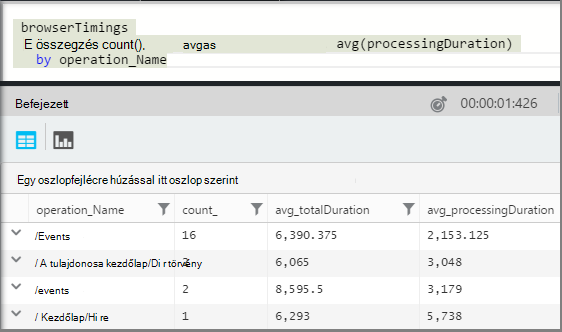 browserTimings
E összegzés count(), avgas avg(processingDuration)
by operation_Name
Befejezett 00:00:01:426
Egy oszlopfejlécre húzással itt oszlop szerint
operation_Name count_ avg_totalDuration avg_processingDuration
/Events 16 6,390.375 2,153.125
/ A tulajdonosa kezdőlap/Di r törvény 6,065 3,048
/events 2 8,595.5 3,179
/ Kezdőlap/Hi re 1 6,293 5,738